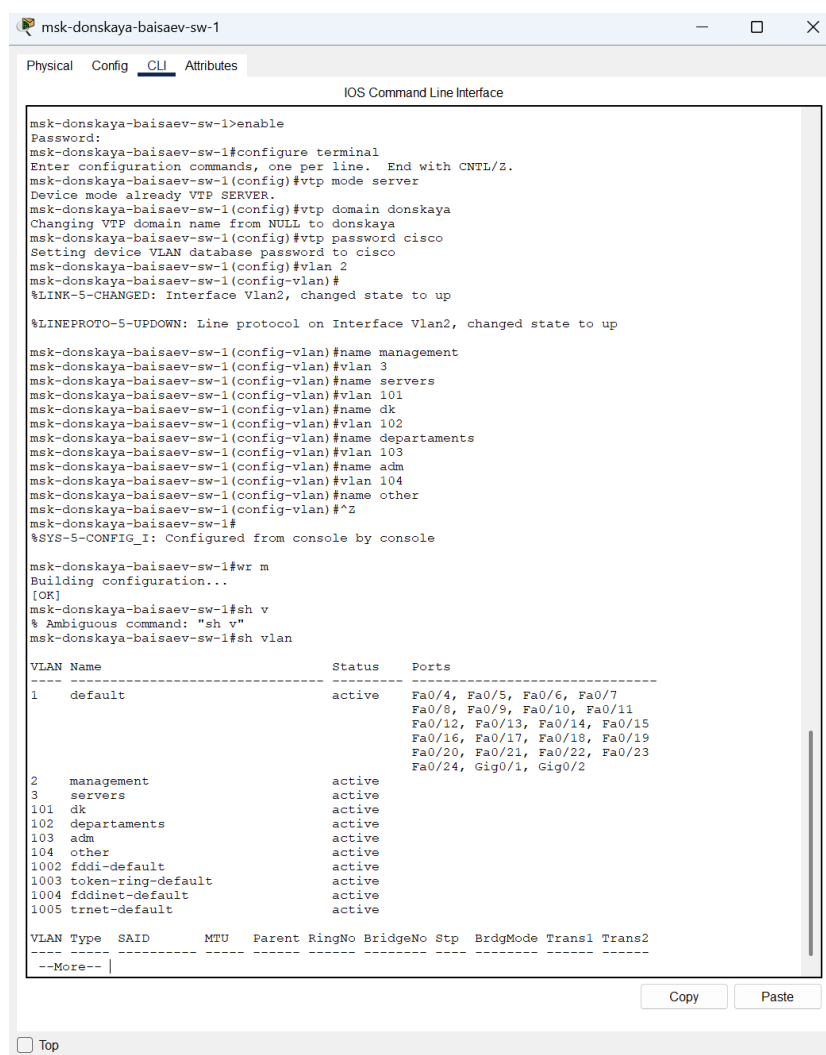 msk-donskaya-baisaev-sw-1
Physical Config CLI Attributes
IOS Command Line Interface
msk-donskaya-baisaev-sw-1>enable
Password:
msk-donskaya-baisaev-sw-1#configure terminal
Enter configuration commands, one per line.  End with CNTL/Z.
msk-donskaya-baisaev-sw-1(config)#vtp mode server
Device mode already VTP SERVER.
msk-donskaya-baisaev-sw-1(config)#vtp domain donskaya
Changing VTP domain name from NULL to donskaya
msk-donskaya-baisaev-sw-1(config)#vtp password cisco
Setting device VLAN database password to cisco
msk-donskaya-baisaev-sw-1(config)#vlan 2
msk-donskaya-baisaev-sw-1(config-vlan)#
%LINK-5-CHANGED: Interface Vlan2, changed state to up
%LINEPROTO-5-UPDOWN: Line protocol on Interface Vlan2, changed state to up
msk-donskaya-baisaev-sw-1(config-vlan)#name management
msk-donskaya-baisaev-sw-1(config-vlan)#vlan 3
msk-donskaya-baisaev-sw-1(config-vlan)#name servers
msk-donskaya-baisaev-sw-1(config-vlan)#vlan 101
msk-donskaya-baisaev-sw-1(config-vlan)#name dk
msk-donskaya-baisaev-sw-1(config-vlan)#vlan 102
msk-donskaya-baisaev-sw-1(config-vlan)#name departaments
msk-donskaya-baisaev-sw-1(config-vlan)#vlan 103
msk-donskaya-baisaev-sw-1(config-vlan)#name adm
msk-donskaya-baisaev-sw-1(config-vlan)#vlan 104
msk-donskaya-baisaev-sw-1(config-vlan)#name other
msk-donskaya-baisaev-sw-1(config-vlan)#^Z
msk-donskaya-baisaev-sw-1#
%SYS-5-CONFIG_I: Configured from console by console
msk-donskaya-baisaev-sw-1#wr m
Building configuration...
[OK]
msk-donskaya-baisaev-sw-1#sh v
% Ambiguous command: "sh v"
msk-donskaya-baisaev-sw-1#sh vlan
VLAN Name                             Status    Ports
---- -------------------------------- --------- -------------------------------
1    default                          active    Fa0/4, Fa0/5, Fa0/6, Fa0/7
                                                Fa0/8, Fa0/9, Fa0/10, Fa0/11
                                                Fa0/12, Fa0/13, Fa0/14, Fa0/15
                                                Fa0/16, Fa0/17, Fa0/18, Fa0/19
                                                Fa0/20, Fa0/21, Fa0/22, Fa0/23
                                                Fa0/24, Gig0/1, Gig0/2
2    management                       active
3    servers                          active
101  dk                               active
102  departaments                     active
103  adm                              active
104  other                            active
1002 fddi-default                     active
1003 token-ring-default               active
1004 fddinet-default                  active
1005 trnet-default                    active
VLAN Type  SAID       MTU   Parent RingNo BridgeNo Stp  BrdgMode Trans1 Trans2
---- ----- ---------- ----- ------ ------ -------- ---- -------- ------ ------
 --More-- 
Copy Paste
Top